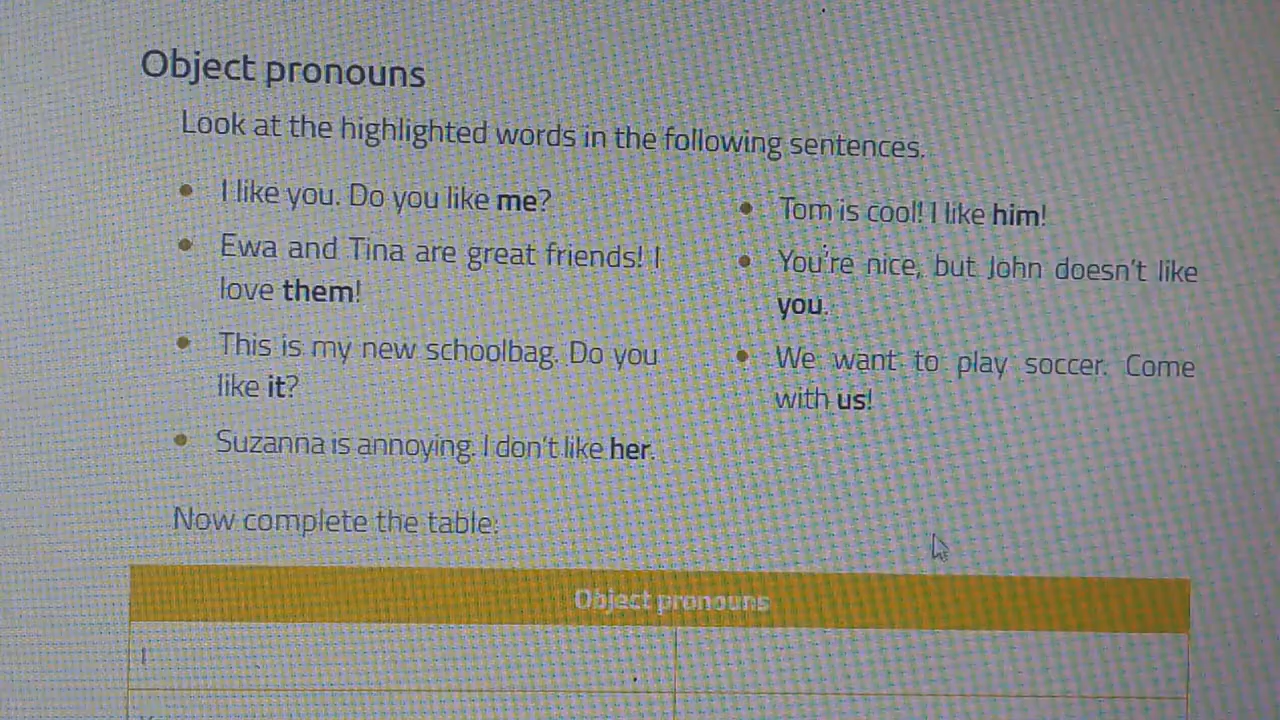 Object pronouns
Look at the highlighted words in the following sentences.
I like you. Do you like me?
Ewa and Tina are great friends! I
love them!
This is my new schoolbag. Do you
like it?
Suzanna is annoying. I don't like her.
Tom is cool! I like him!
You're nice, but John doesn't like
you.
We want to play soccer. Come
with us!
Now complete the table:
Object pronouns
I